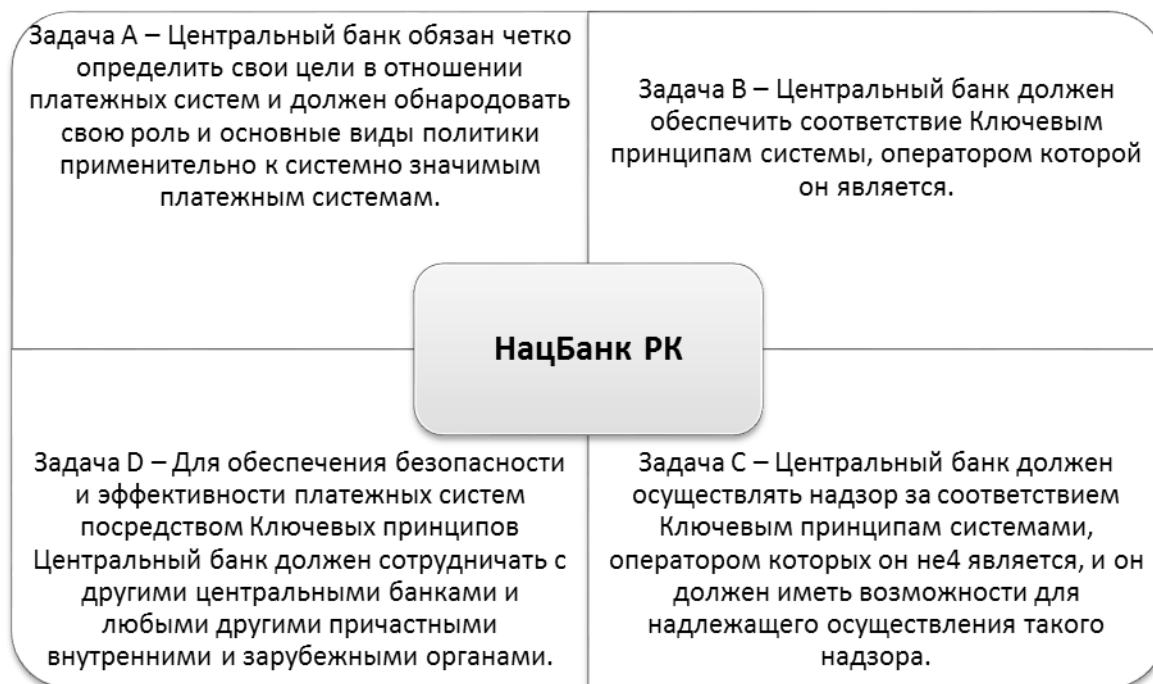 Задача А – Центральный банк обязан четко
определить свои цели в отношении
платежных систем и должен обнародовать
свою роль и основные виды политики
применительно к системно значимым
платежным системам.
Задача В – Центральный банк должен
обеспечить соответствие Ключевым
принципам системы, оператором которой
он является.
НацБанк РК
Задача D – Для обеспечения безопасности
и эффективности платежных систем
посредством Ключевых принципов
Центральный банк должен сотрудничать с
другими центральными банками и
любыми другими причастными
внутренними и зарубежными органами.
Задача С – Центральный банк должен
осуществлять надзор за соответствием
Ключевым принципам системами,
оператором которых он не4 является, и он
должен иметь возможности для
надлежащего осуществления такого
надзора.